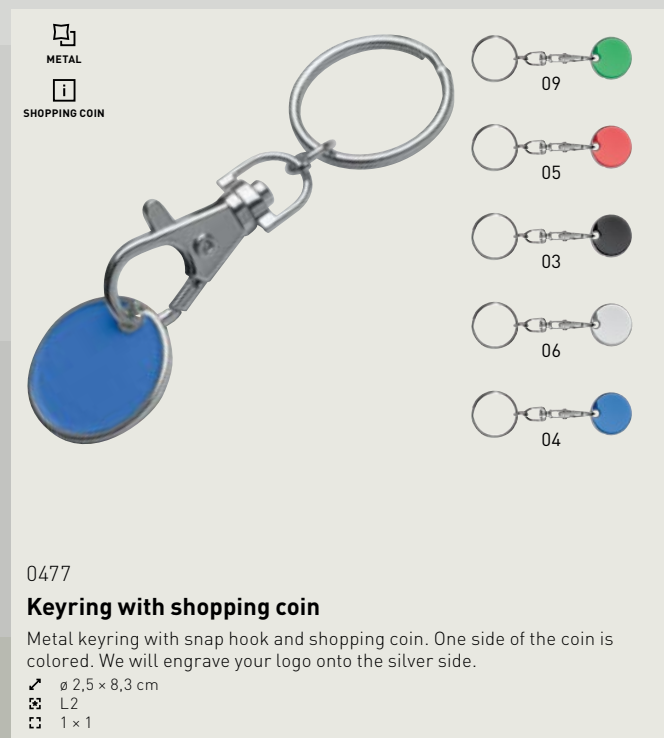 METAL
SHOPPING COIN
09
05
03
06
04
0477
Keyring with shopping coin
Metal keyring with snap hook and shopping coin. One side of the coin is
colored. We will engrave your logo onto the silver side.
ø 2,5 × 8,3 cm
L2
1 × 1